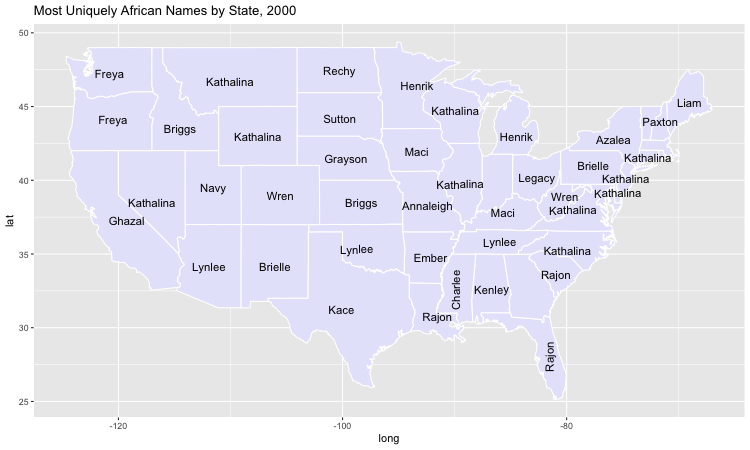 Most Uniquely African Names by State, 2000
50
45
40
35
30
25
lat
Freya
Kathalina
Rechy
Henrik
Liam
Freya
Briggs
Kathalina
Sutton
Kathalina
Henrik
Azalea
Paxton
Grayson
Maci
Brielle
Kathalina
Navy
Wren
Kathalina
Legacy
Kathalina
Kathalina
Ghazal
Kathalina
Briggs
Annaleigh
Maci
Wren
Kathalina
Lynlee
Brielle
Lynlee
Ember
Lynlee
Kathalina
Kace
Rajon
Charlee
Kenley
Rajon
Rajon
-120
-100
-80
long